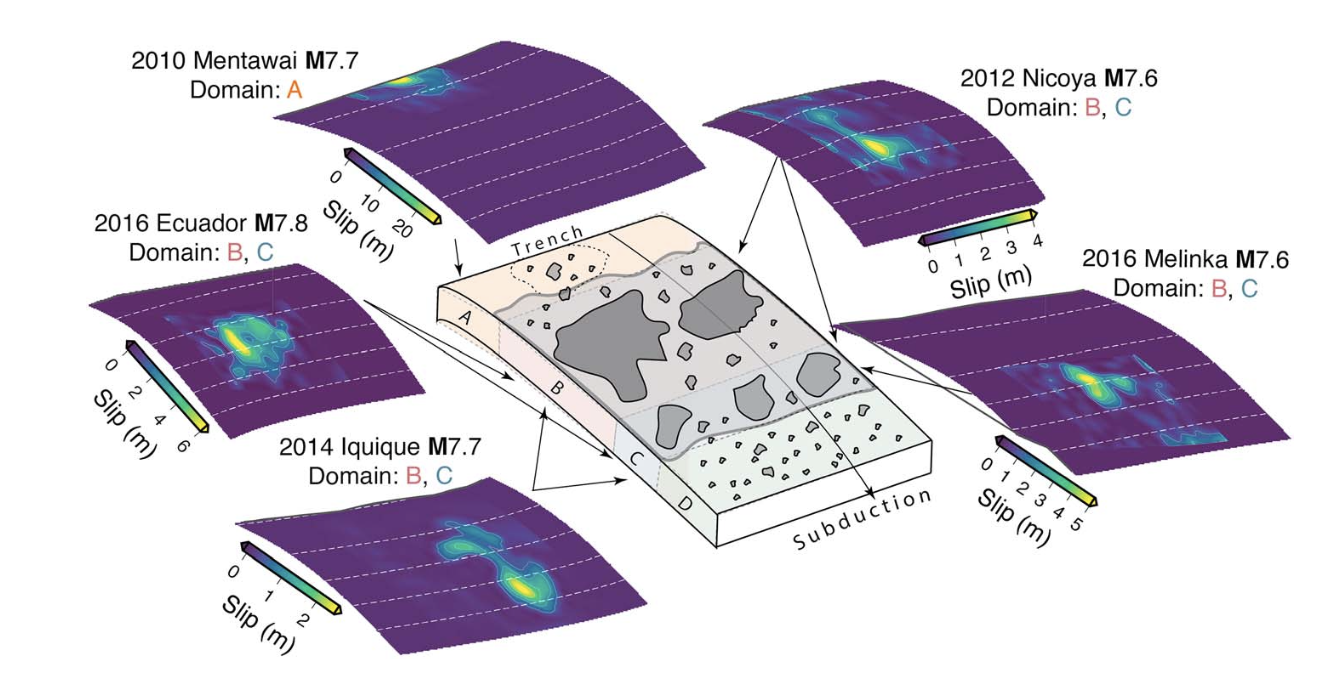 2010 Mentawai M7.7
Domain: A
0 10 20
Slip (m)
2012 Nicoya M7.6
Domain: B, C
0 1 2 3 4
Slip (m)
2016 Ecuador M7.8
Domain: B, C
0 2 4 6
Slip (m)
2016 Melinka M7.6
Domain: B, C
0 1 2 3 4 5
Slip (m)
2014 Iquique M7.7
Domain: B, C
0 1 2
Slip (m)
Trench
A
B
C
D
Subduction